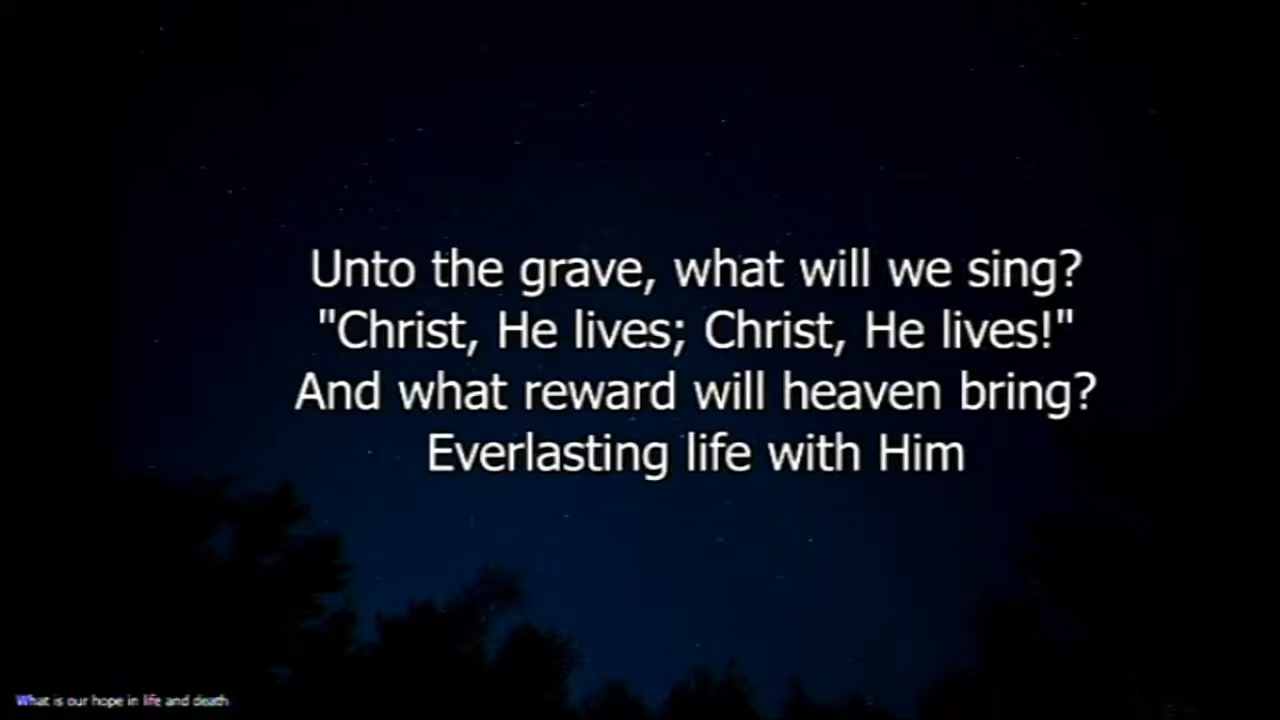 Unto the grave, what will we sing?
"Christ, He lives; Christ, He lives!"
And what reward will heaven bring?
Everlasting life with Him
What is our hope in life and death